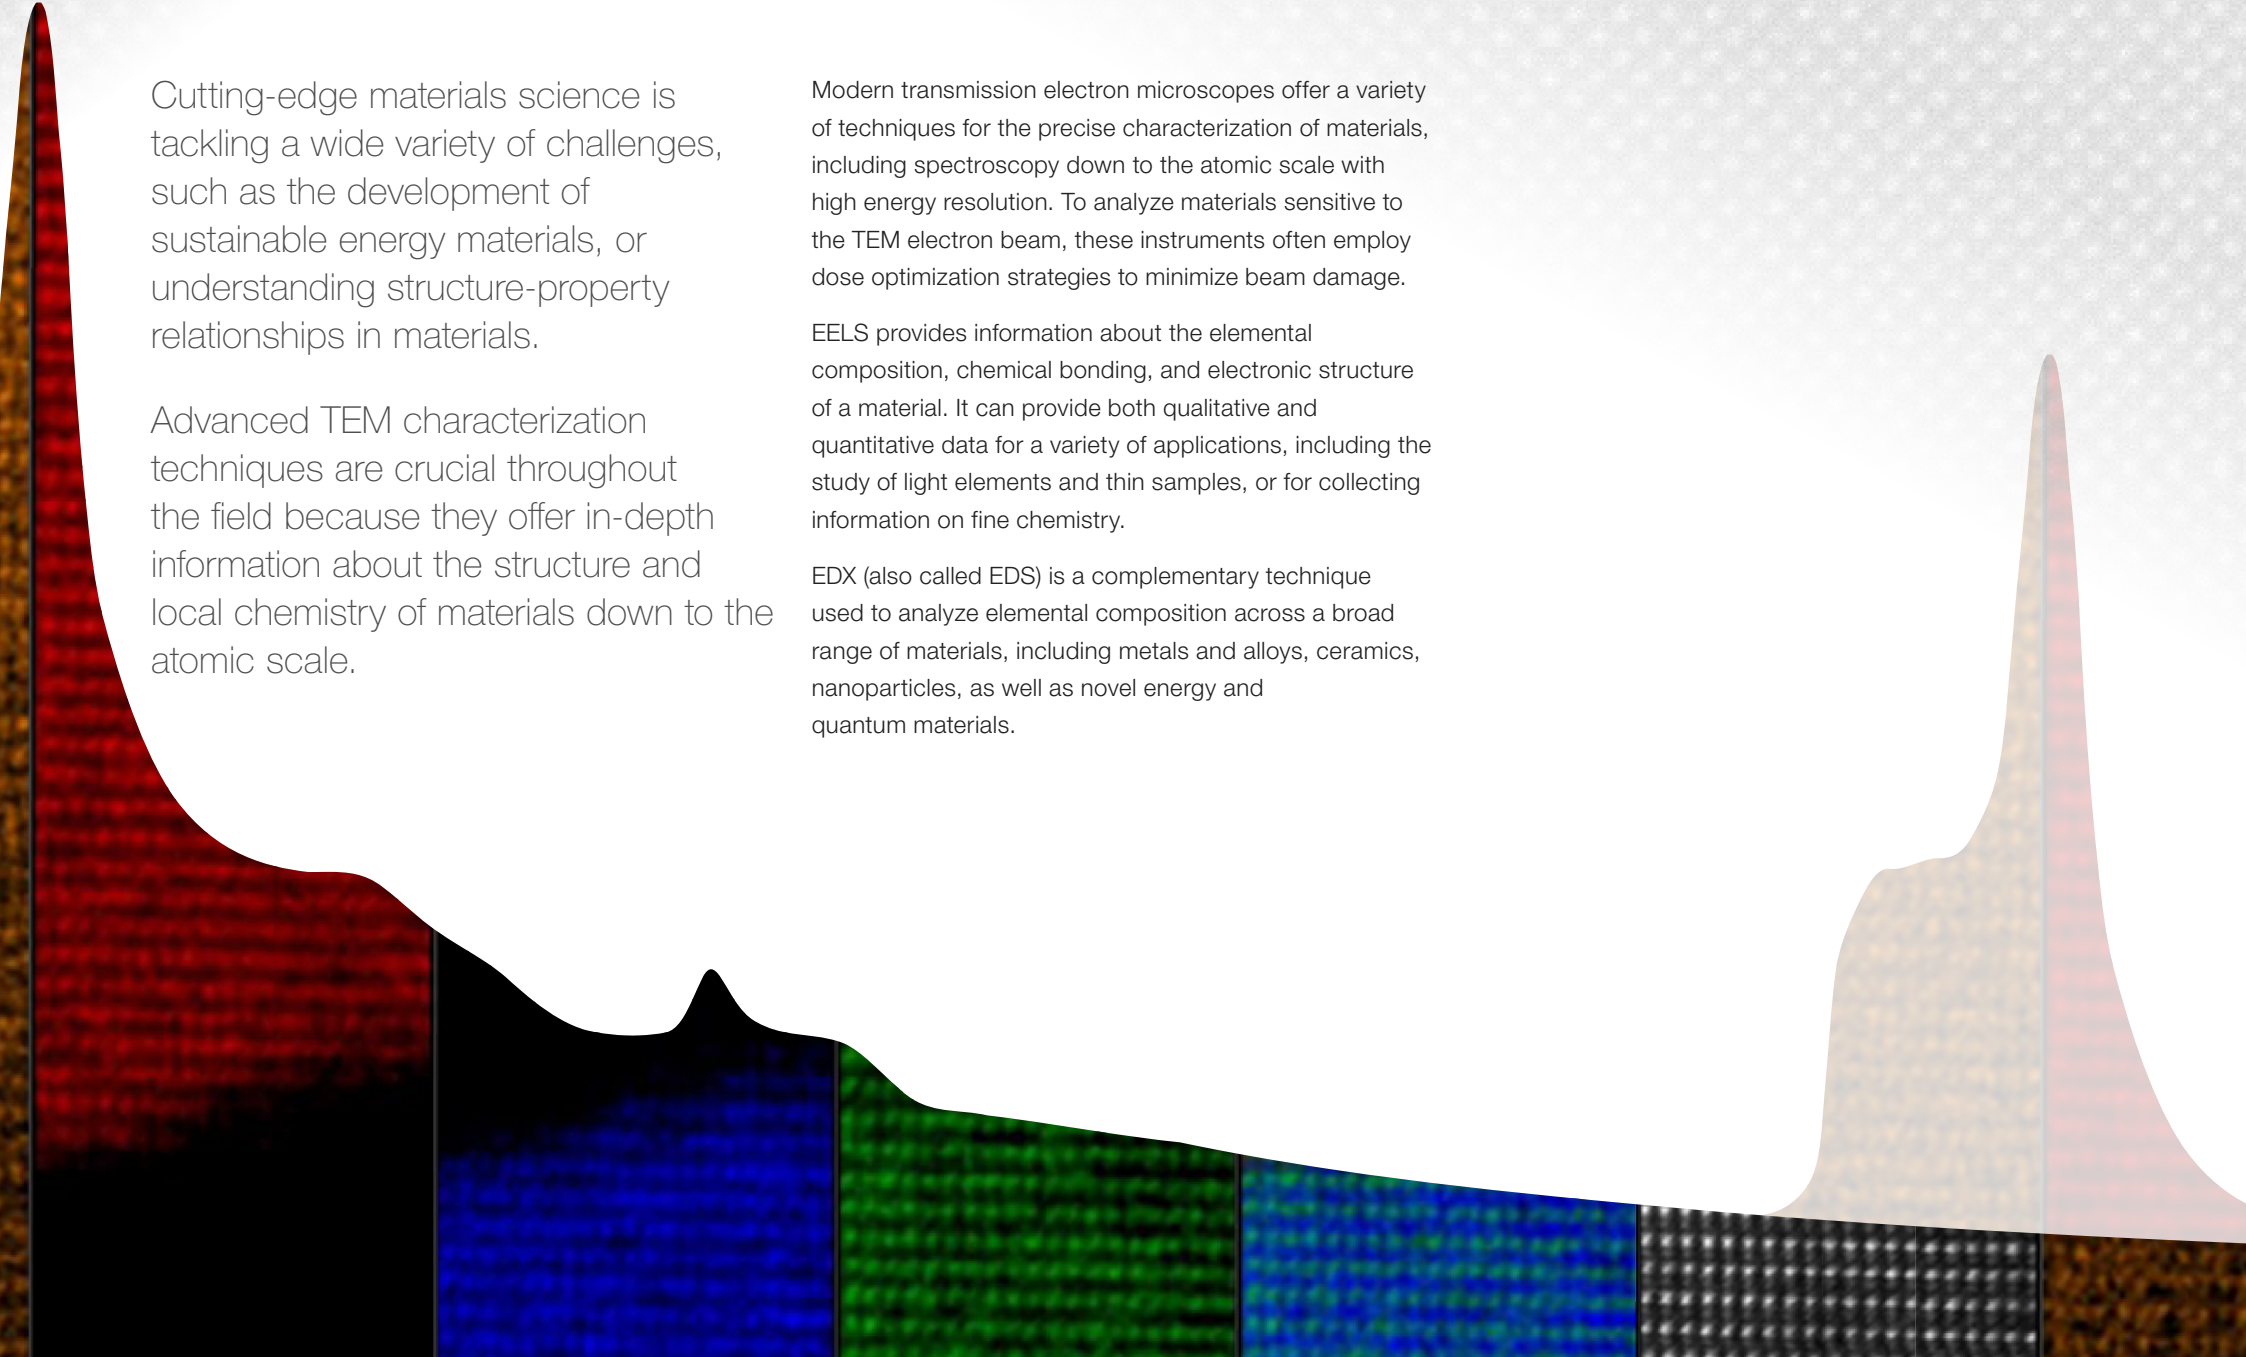 Cutting-edge materials science is
tackling a wide variety of challenges,
such as the development of
sustainable energy materials, or
understanding structure-property
relationships in materials.
Advanced TEM characterization
techniques are crucial throughout
the field because they offer in-depth
information about the structure and
local chemistry of materials down to the
atomic scale.
Modern transmission electron microscopes offer a variety
of techniques for the precise characterization of materials,
including spectroscopy down to the atomic scale with
high energy resolution. To analyze materials sensitive to
the TEM electron beam, these instruments often employ
dose optimization strategies to minimize beam damage.
EELS provides information about the elemental
composition, chemical bonding, and electronic structure
of a material. It can provide both qualitative and
quantitative data for a variety of applications, including the
study of light elements and thin samples, or for collecting
information on fine chemistry.
EDX (also called EDS) is a complementary technique
used to analyze elemental composition across a broad
range of materials, including metals and alloys, ceramics,
nanoparticles, as well as novel energy and
quantum materials.